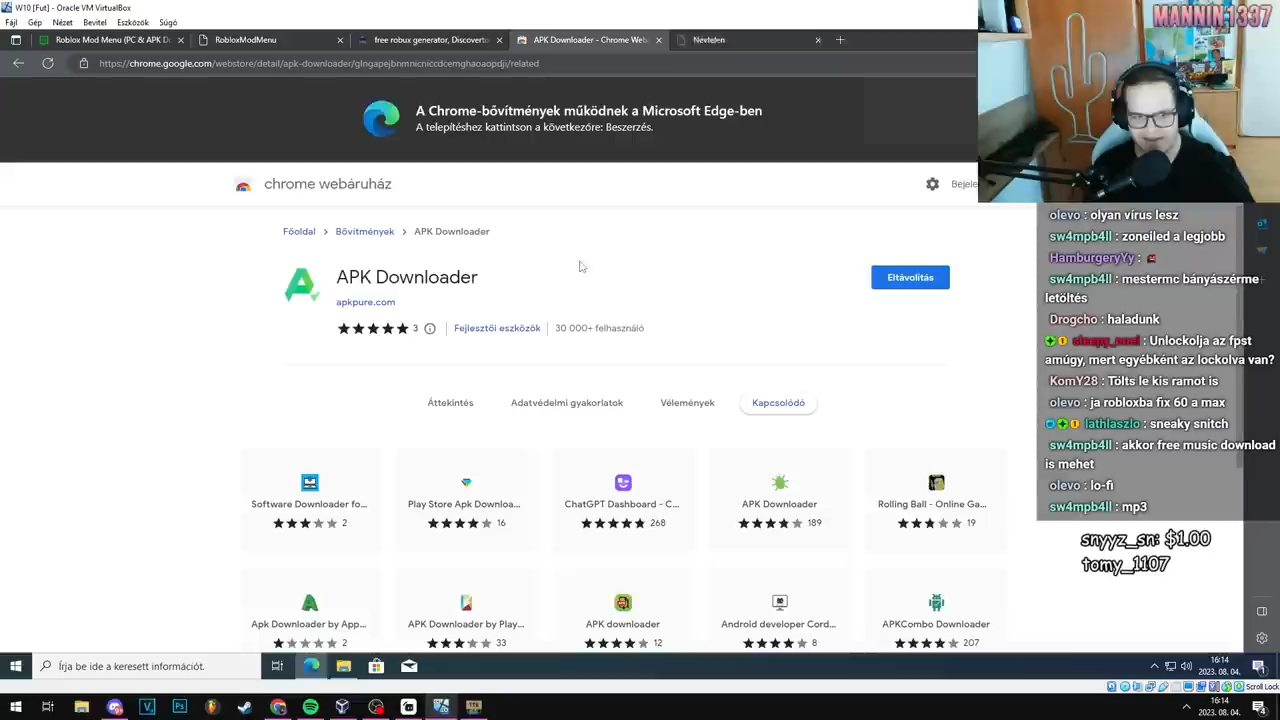 W10 [Fut] - Oracle VM VirtualBox
Fájl Gép Nézet Bevitel Eszközök Súgó
MANNIN1337
Roblox Mod Menu (PC & APK D
RobloxModMenu
free robux generator, Discoverto
APK Downloader - Chrome Web
Névtelen
https://chrome.google.com/webstore/detail/apk-downloader/glngapejbnmnicniccdcemghaoaopdji/related
A Chrome-bővítmények működnek a Microsoft Edge-ben
A telepítéshez kattintson a következőre: Beszerzés.
chrome webáruház
Bejele
Főoldal > Bővítmények > APK Downloader
APK Downloader
Eltávolítás
apkpure.com
3 Fejlesztői eszközök 30 000+ felhasználó
Áttekintés Adatvédelmi gyakorlatok Vélemények Kapcsolódó
Software Downloader fo... Play Store Apk Downloa... ChatGPT Dashboard - C... APK Downloader Rolling Ball - Online Ga...
2 16 268 189 19
Apk Downloader by App... APK Downloader by Play... APK downloader Android developer Cord... APKCombo Downloader
2 33 12 8 207
olevo : olyan vírus lesz
sw4mpb4ll : zoneiled a legjobb
HamburgeryYy :
sw4mpb4ll : mestermc bányászérme
letöltés
Drogcho : haladunk
: Unlockolja az fpst
amúgy, mert egyébként az lockolva van?
KomY28 : Tölts le kis ramot is
olevo : ja robloxba fix 60 a max
lathlaszlo : sneaky snitch
sw4mpb4ll : akkor free music download
is mehet
olevo : lo-fi
sw4mpb4ll : mp3
snyyz_sn: $1.00
tomy_1107
Írja be ide a keresett információt.
16:14
2023. 08. 04.
1
Scroll Lock
16:14
2023. 08. 04.
4